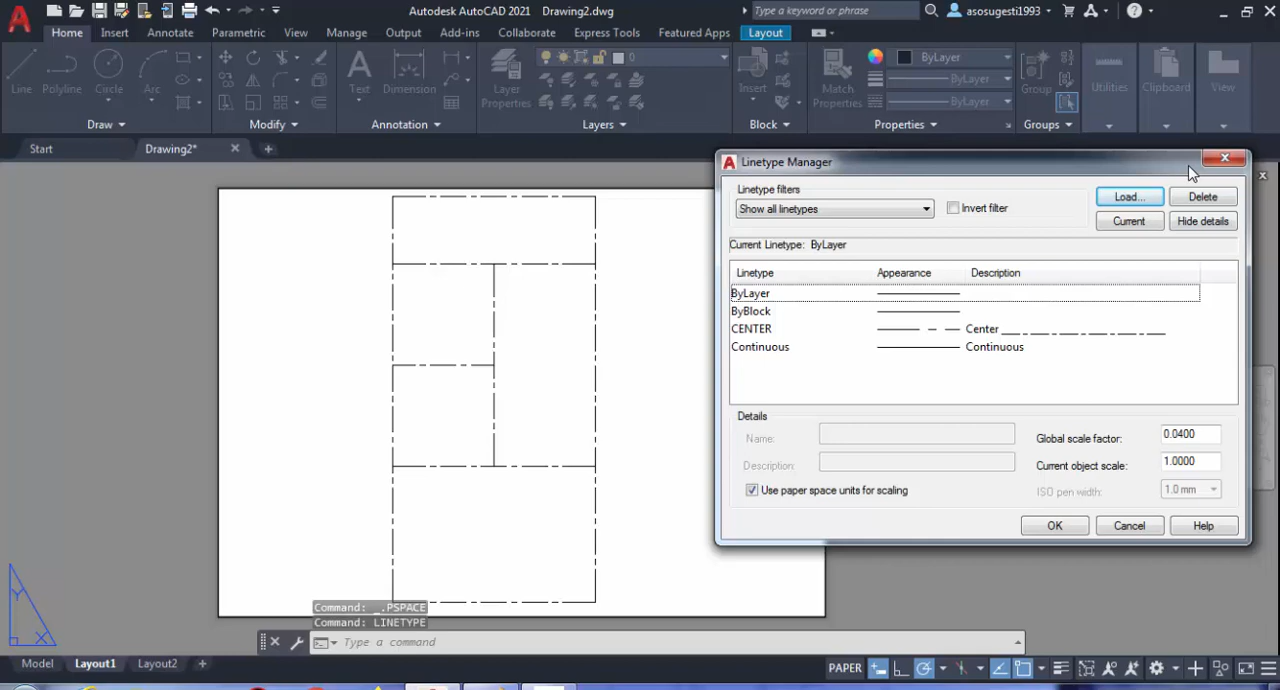 Autodesk AutoCAD 2021 Drawing2.dwg
Type a keyword or phrase
asosugesti1993
Home Insert Annotate Parametric View Manage Output Add-ins Collaborate Express Tools Featured Apps Layout
0
ByLayer
ByLayer
ByLayer
Line Polyline Circle Arc Text Dimension Layer Properties Insert Match Properties Group Utilities Clipboard View
Draw Modify Annotation Layers Block Properties Groups
Start Drawing2*
Linetype Manager
Linetype filters
Show all linetypes
Invert filter
Load... Delete
Current Hide details
Current Linetype: ByLayer
Linetype Appearance Description
ByLayer
ByBlock
CENTER Center
Continuous Continuous
Details
Name:
Global scale factor: 0.0400
Description:
Current object scale: 1.0000
Use paper space units for scaling
ISO pen width: 1.0 mm
OK Cancel Help
Y
X
Command: _.PSPACE
Command: LINETYPE
Type a command
Model Layout1 Layout2 +
PAPER